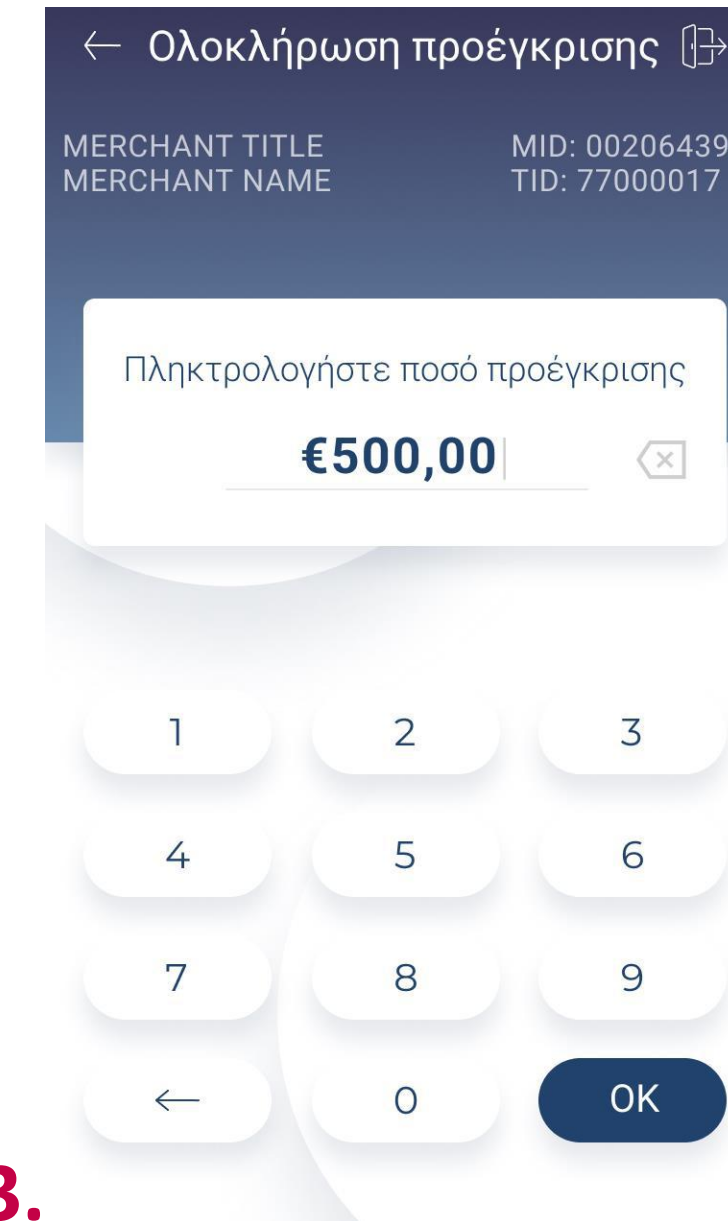 Ολοκλήρωση προέγκρισης
MERCHANT TITLE MID: 00206439
MERCHANT NAME TID: 77000017
Πληκτρολογήστε ποσό προέγκρισης
€500,00
1 2 3
4 5 6
7 8 9
0 OK
3.